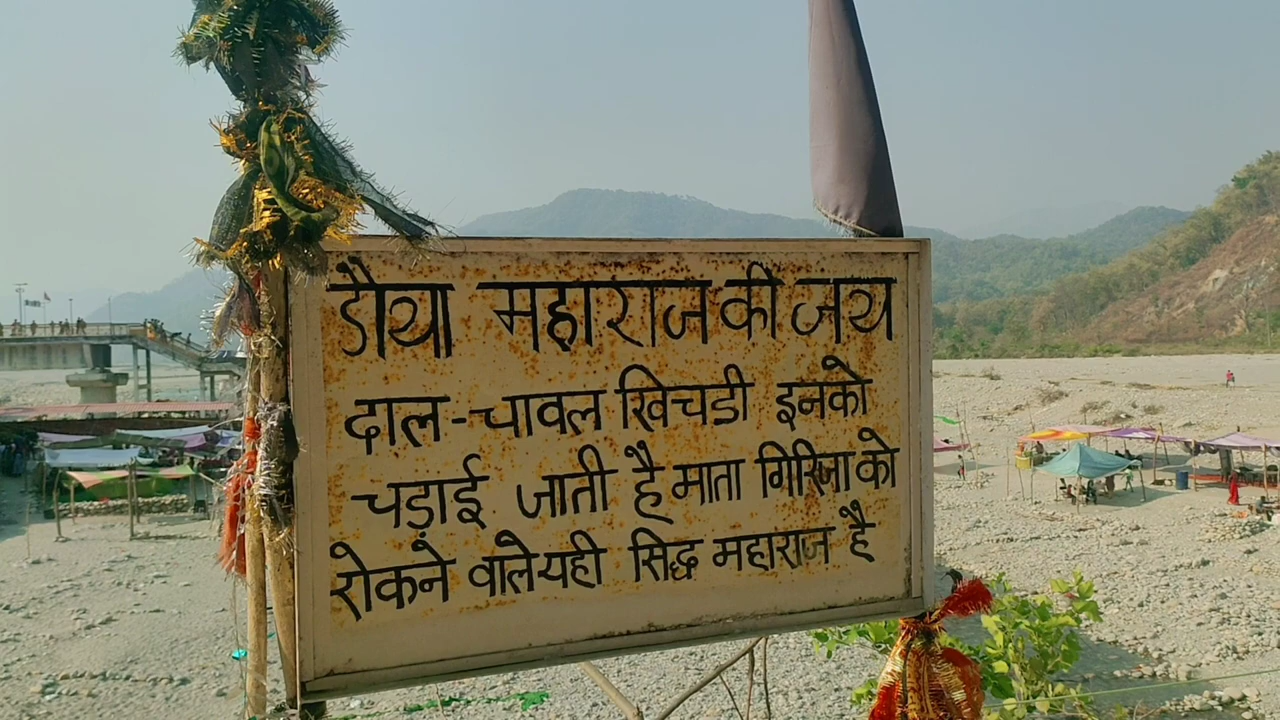 डौया महाराज की जय
दाल-चावल खिचडी इनको
चड़ाई जाती है माता गिरिजा को
रोकने वाले यही सिद्ध महाराज है